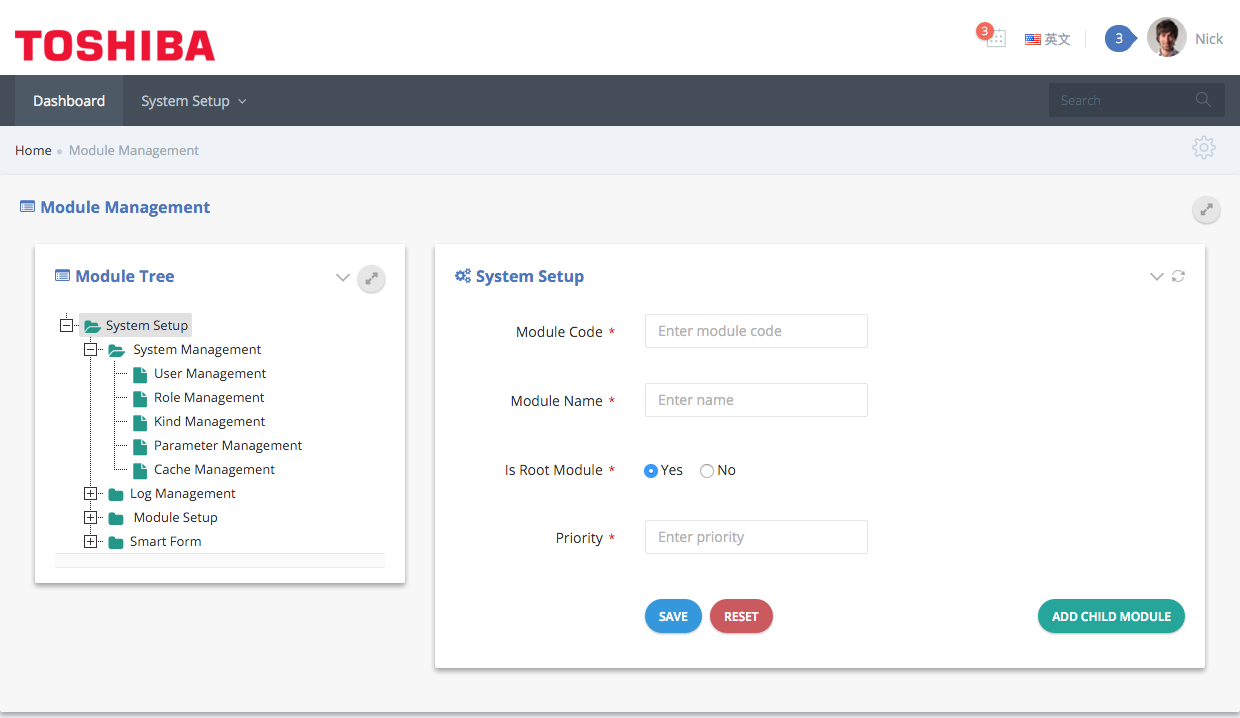 TOSHIBA
3
英文
3
Nick
Dashboard
System Setup
Search
Home
Module Management
Module Management
Module Tree
System Setup
System Management
User Management
Role Management
Kind Management
Parameter Management
Cache Management
Log Management
Module Setup
Smart Form
System Setup
Module Code *
Enter module code
Module Name *
Enter name
Is Root Module *
Yes
No
Priority *
Enter priority
SAVE
RESET
ADD CHILD MODULE